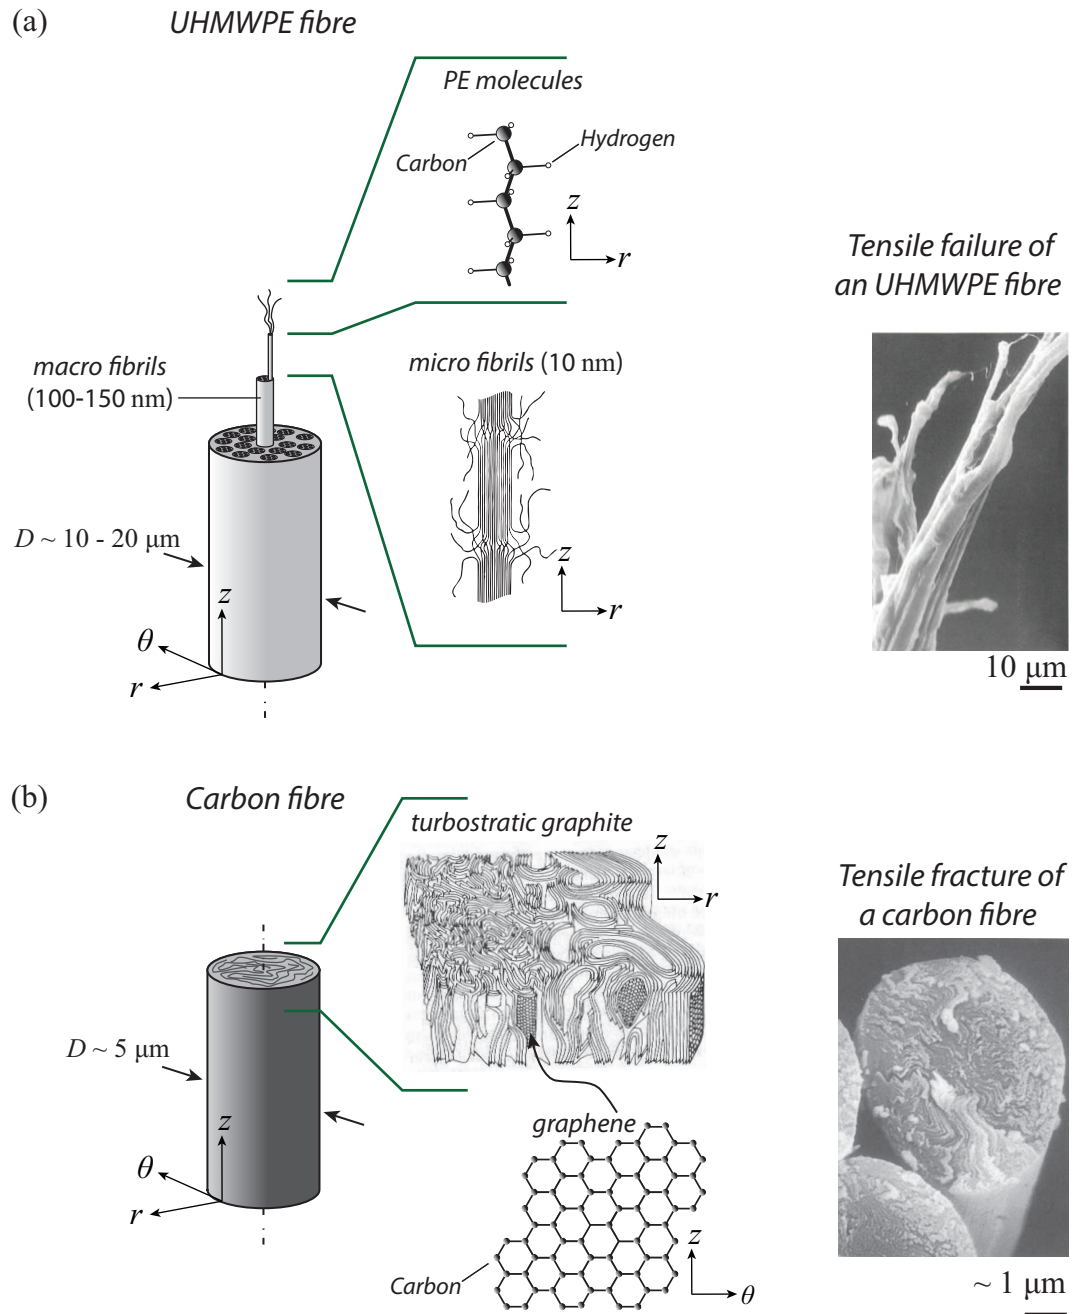 (a)
UHMWPE fibre
PE molecules
Carbon
Hydrogen
z
r
Tensile failure of
an UHMWPE fibre
macro fibrils
(100-150 nm)
micro fibrils (10 nm)
D ~ 10 - 20 μm
z
θ
r
z
r
10 μm
(b)
Carbon fibre
turbostratic graphite
z
r
Tensile fracture of
a carbon fibre
D ~ 5 μm
z
θ
r
graphene
Carbon
z
θ
~ 1 μm